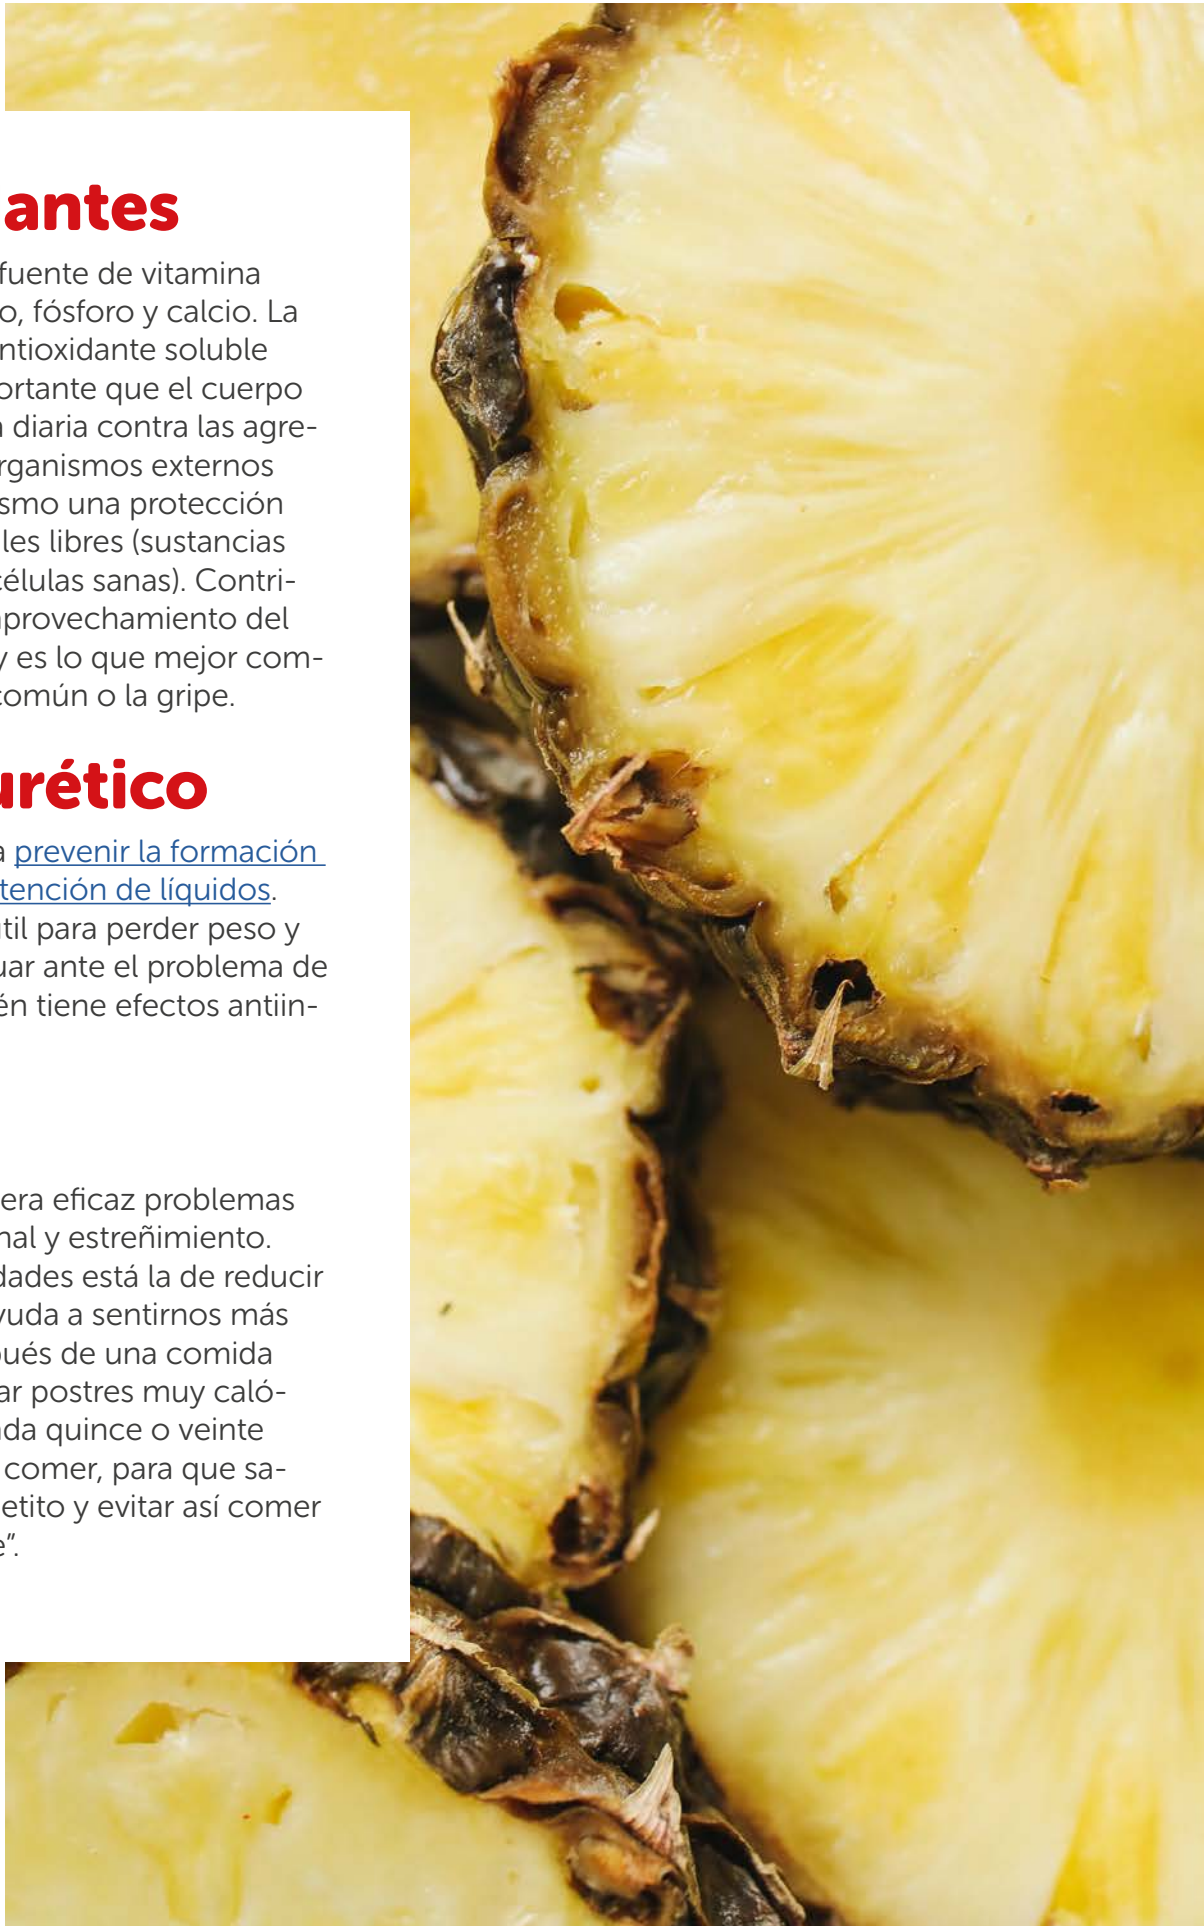 antes
fuente de vitamina
o, fósforo y calcio. La
ntioxidante soluble
ortante que el cuerpo
a diaria contra las agre-
rganismos externos
smo una protección
les libres (sustancias
células sanas). Contri-
aprovechamiento del
y es lo que mejor com-
común o la gripe.
urético
a prevenir la formación
tención de líquidos.
til para perder peso y
uar ante el problema de
én tiene efectos antiin-
era eficaz problemas
nal y estreñimiento.
dades está la de reducir
yuda a sentirnos más
pués de una comida
ar postres muy caló-
ada quince o veinte
comer, para que sa-
etito y evitar así comer
e”.